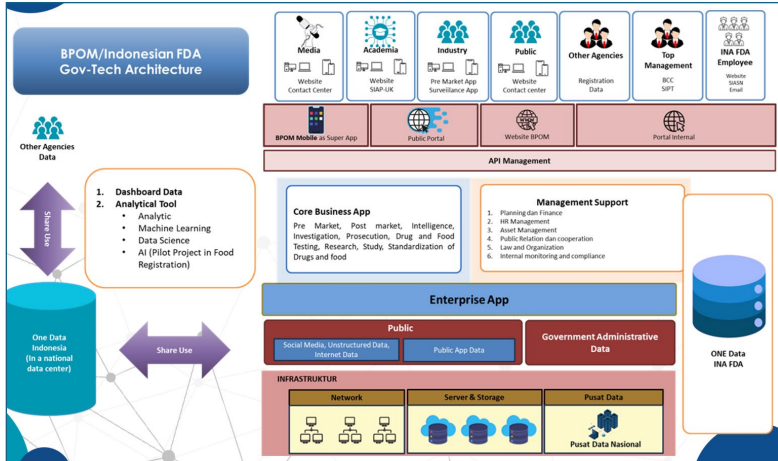 BPOM/Indonesian FDA
Gov-Tech Architecture
Media
Website
Contact Center
Academia
Website
SIAP-UK
Industry
Pre Market App
Surveillance App
Public
Website
Contact center
Other Agencies
Registration
Data
Top
Management
BCC
SIPT
INA FDA
Employee
Website
SIASN
Email
BPOM Mobile as Super App
Public Portal
WWW
Website BPOM
Portal Internal
API Management
Other Agencies
Data
Share Use
1. Dashboard Data
2. Analytical Tool
• Analytic
• Machine Learning
• Data Science
• AI (Pilot Project in Food
Registration)
Core Business App
Pre Market, Post market, Intelligence,
Investigation, Prosecution, Drug and Food
Testing, Research, Study, Standardization of
Drugs and food
Management Support
1. Planning dan Finance
2. HR Management
3. Asset Management
4. Public Relation dan cooperation
5. Law and Organization
6. Internal monitoring and compliance
One Data
Indonesia
(In a national
data center)
Share Use
Enterprise App
Public
Social Media, Unstructured Data,
Internet Data
Public App Data
Government Administrative
Data
ONE Data
INA FDA
INFRASTRUKTUR
Network
Server & Storage
Pusat Data
Pusat Data Nasional